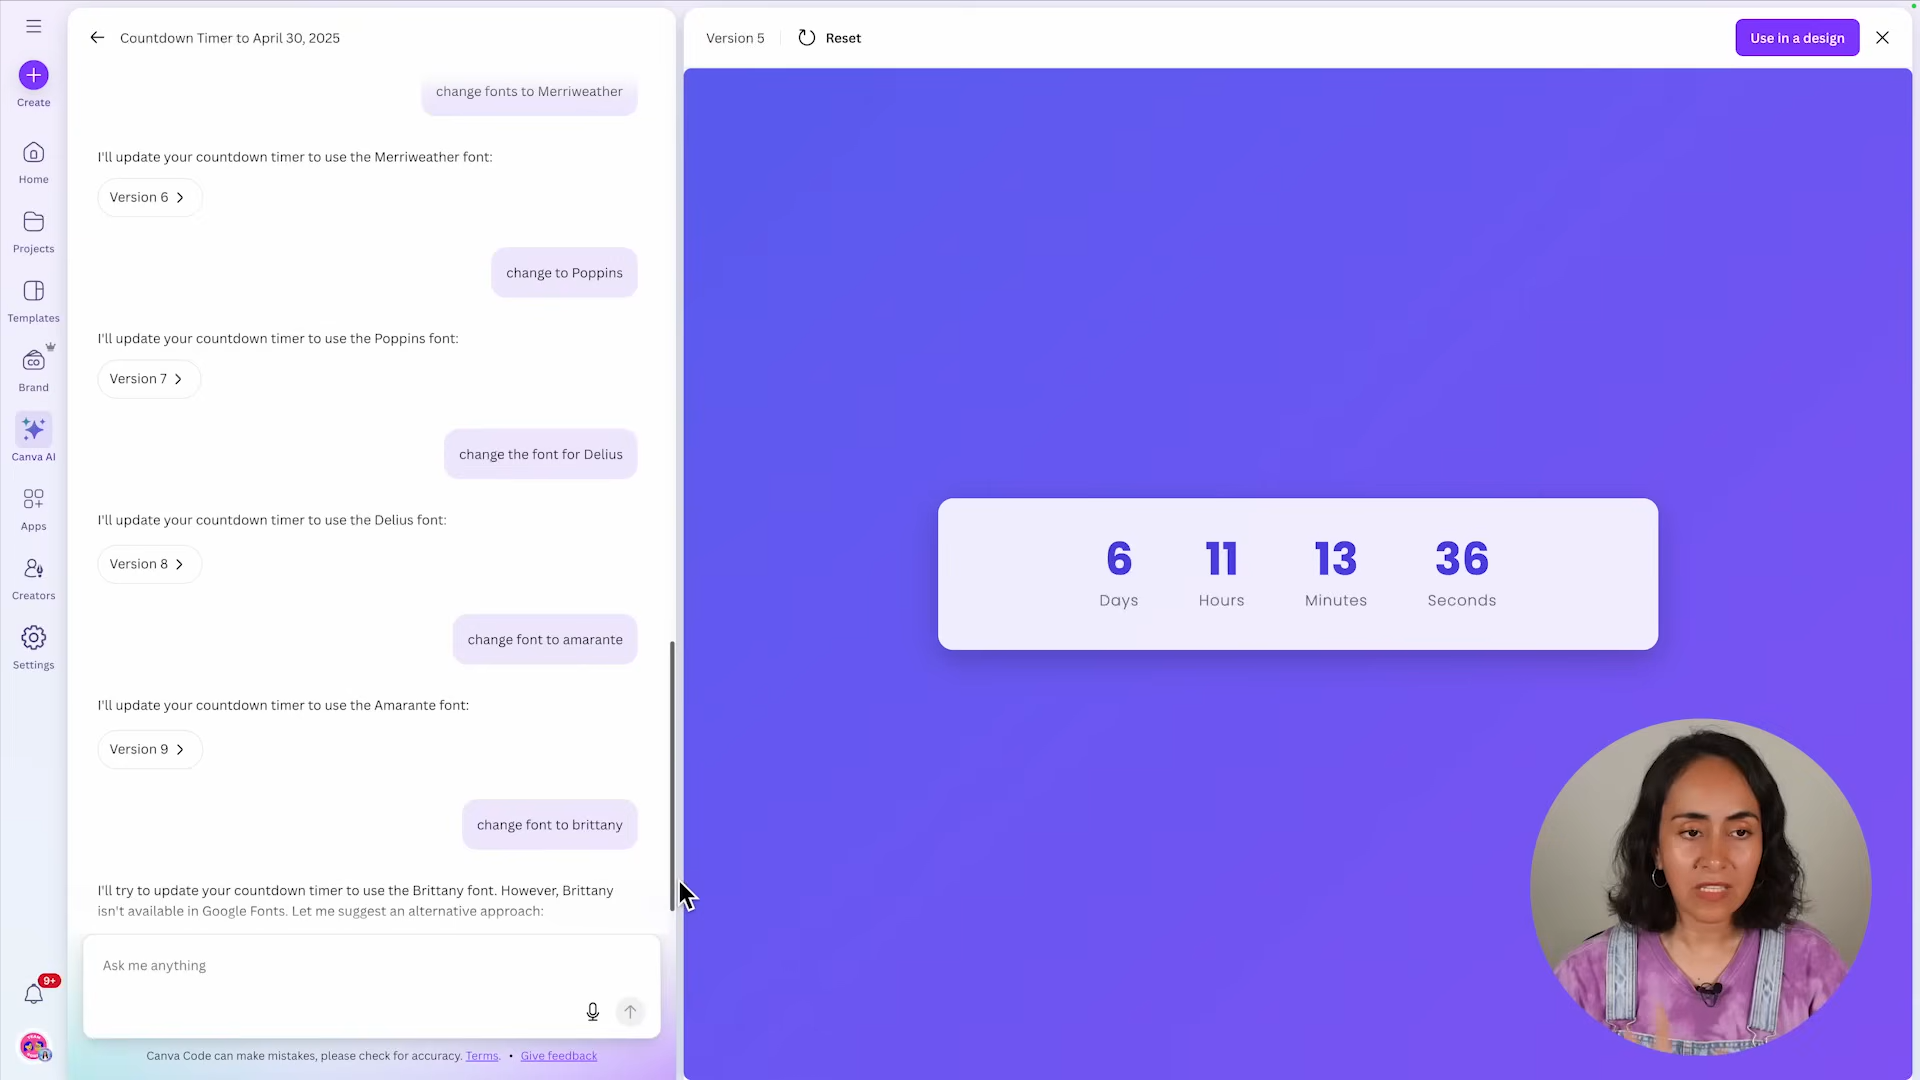 Create
Home
Projects
Templates
CO
Brand
Canva AI
Apps
Creators
Settings
9+
Countdown Timer to April 30, 2025
change fonts to Merriweather
I'll update your countdown timer to use the Merriweather font:
Version 6
change to Poppins
I'll update your countdown timer to use the Poppins font:
Version 7
change the font for Delius
I'll update your countdown timer to use the Delius font:
Version 8
change font to amarante
I'll update your countdown timer to use the Amarante font:
Version 9
change font to brittany
I'll try to update your countdown timer to use the Brittany font. However, Brittany
isn't available in Google Fonts. Let me suggest an alternative approach:
Ask me anything
Canva Code can make mistakes, please check for accuracy. Terms. • Give feedback
Version 5
Reset
Use in a design
6 11 13 36
Days Hours Minutes Seconds